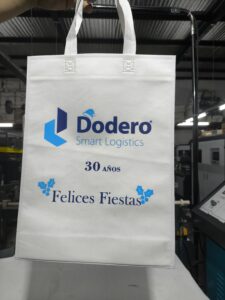 Dodero®
Smart Logistics
30 AÑOS
Felices Fiestas